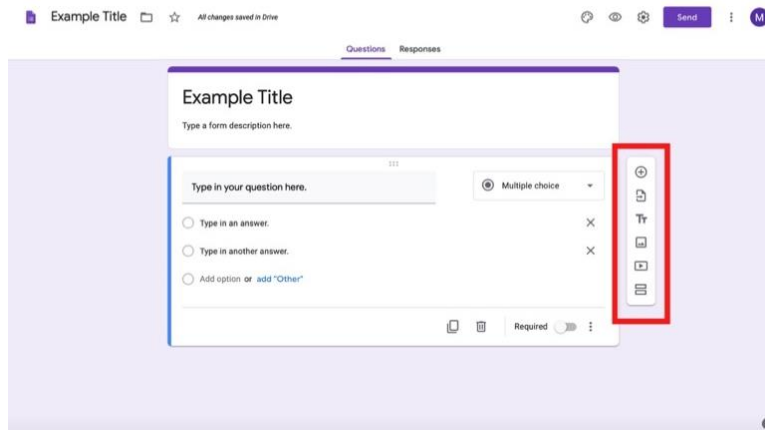 Example Title All changes saved in Drive Send M
Questions Responses
Example Title
Type a form description here.
Type in your question here. Multiple choice
Type in an answer.
Type in another answer.
Add option or add "Other"
Required